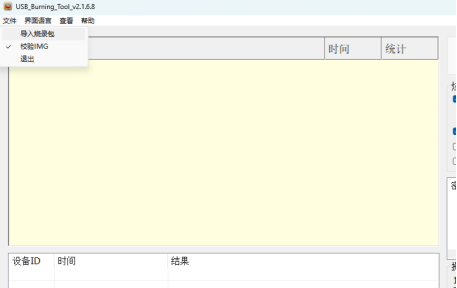 USB_Burning_Tool_v2.1.6.8
文件 界面语言 查看 帮助
导入烧录包
校验IMG
退出
时间 统计
设备ID 时间 结果